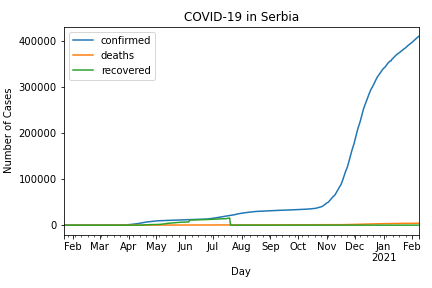 COVID-19 in Serbia
confirmed
deaths
recovered
Number of Cases
400000
300000
200000
100000
0
Feb Mar Apr May Jun Jul Aug Sep Oct Nov Dec Jan Feb
2021
Day